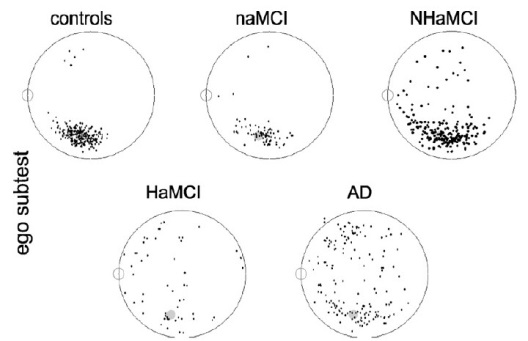 controls
naMCI
NHaMCI
ego subtest
HaMCI
AD